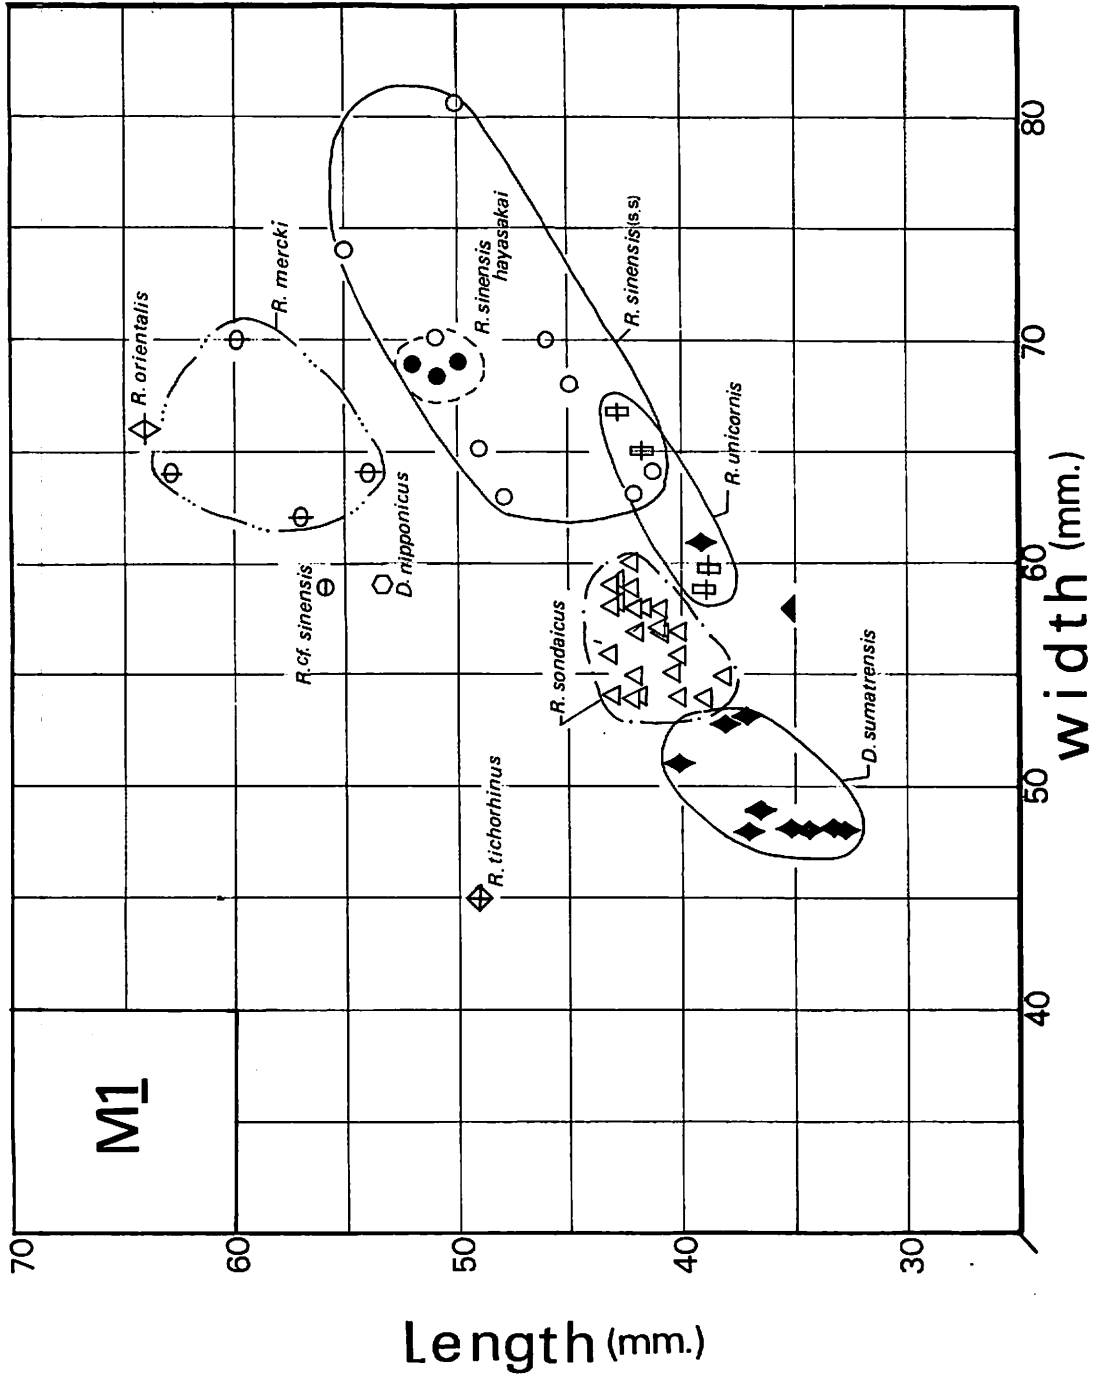 M1
R. orientalis
R. mercki
R. cf. sinensis
D. nipponicus
R. sinensis
hayasakai
R. sinensis (s.s)
R. unicornis
R. sondaicus
D. sumatrensis
R. tichorhinus
70
60
50
40
30
Length (mm.)
40
50
60
70
80
width (mm.)